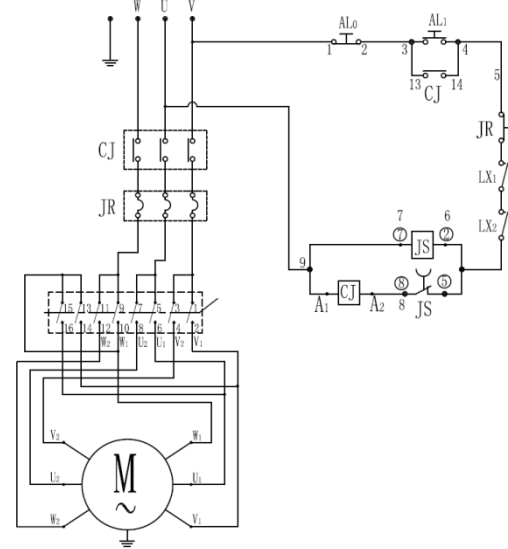 W U V
AL₀
AL₁
1 2 3 4
13 14
CJ
5
CJ
JR
JR
LX₁
LX₂
7 6
⑦ JS ②
9
A₁ CJ A₂ ⑧ ⑤
8 JS
15 13 11 9 7 5 3 1
16 14 12 10 8 6 4 2
W₂ W₁ U₂ U₁ V₂ V₁
V₂ W₁
U₂ M U₁
~
W₂ V₁